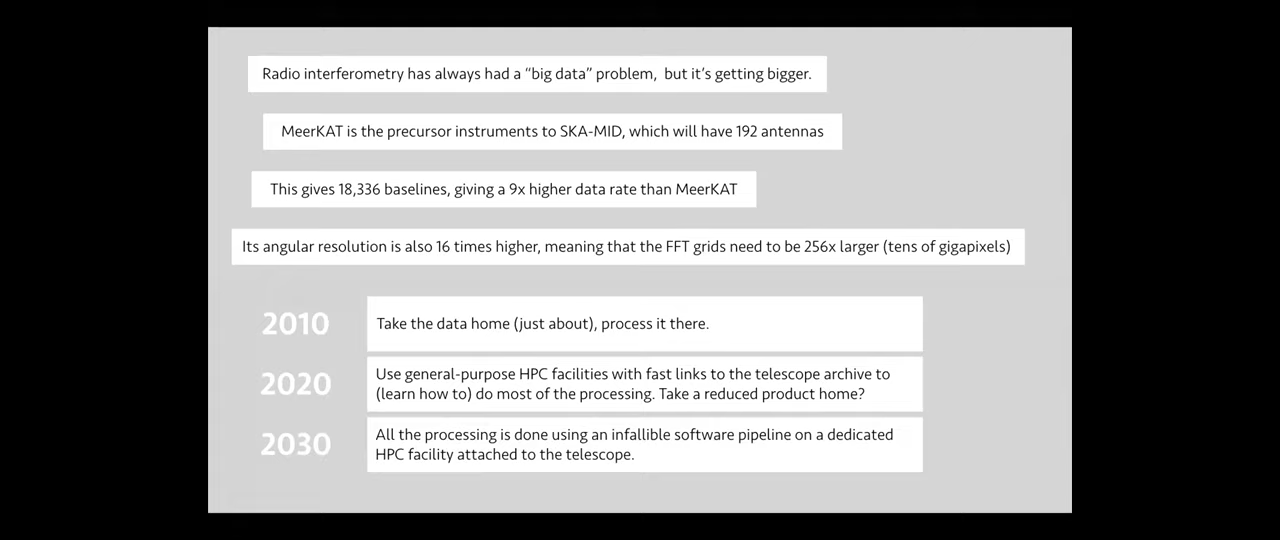 Radio interferometry has always had a “big data” problem,  but it’s getting bigger.
MeerKAT is the precursor instruments to SKA-MID, which will have 192 antennas
This gives 18,336 baselines, giving a 9x higher data rate than MeerKAT
Its angular resolution is also 16 times higher, meaning that the FFT grids need to be 256x larger (tens of gigapixels)
2010
Take the data home (just about), process it there.
2020
Use general-purpose HPC facilities with fast links to the telescope archive to
(learn how to) do most of the processing. Take a reduced product home?
2030
All the processing is done using an infallible software pipeline on a dedicated
HPC facility attached to the telescope.